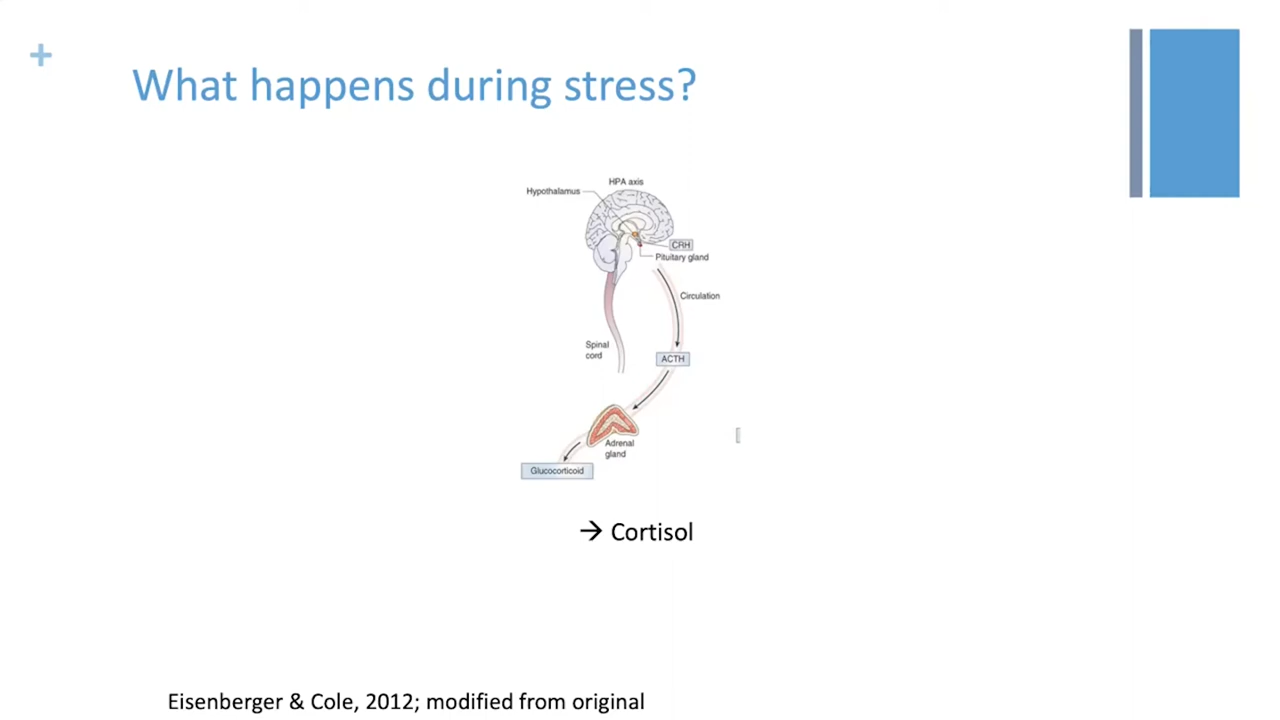 +
What happens during stress?
HPA axis
Hypothalamus
CRH
Pituitary gland
Circulation
Spinal
cord
ACTH
Adrenal
gland
Glucocorticoid
→ Cortisol
Eisenberger & Cole, 2012; modified from original